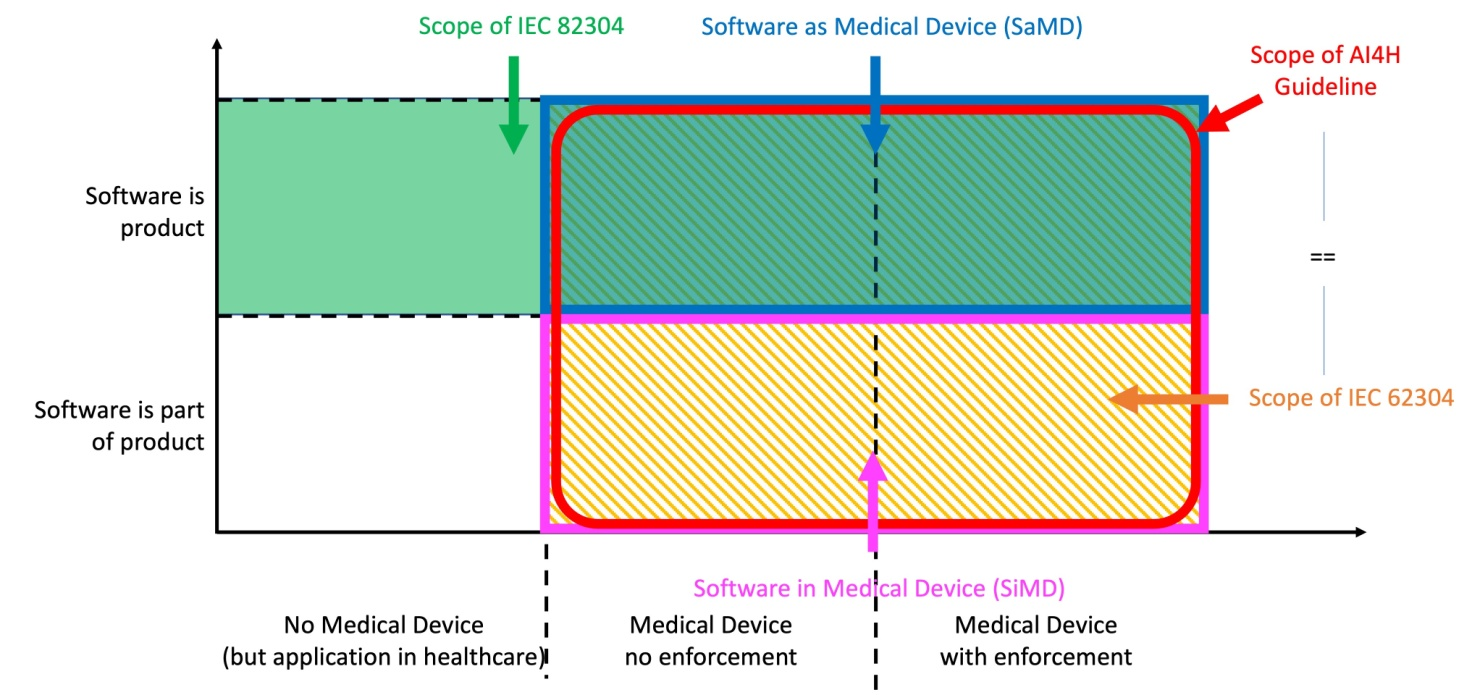 Scope of IEC 82304
Software as Medical Device (SaMD)
Scope of AI4H
Guideline
Software is
product
==
Software is part
of product
Scope of IEC 62304
Software in Medical Device (SiMD)
No Medical Device
(but application in healthcare)
Medical Device
no enforcement
Medical Device
with enforcement